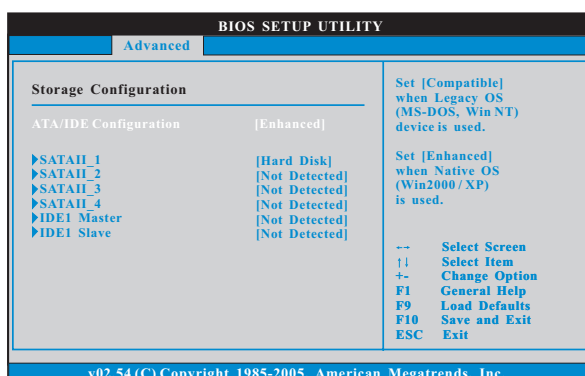 BIOS SETUP UTILITY
Advanced
Storage Configuration
ATA/IDE Configuration [Enhanced]
SATAII_1 [Hard Disk]
SATAII_2 [Not Detected]
SATAII_3 [Not Detected]
SATAII_4 [Not Detected]
IDE1 Master [Not Detected]
IDE1 Slave [Not Detected]
Set [Compatible]
when Legacy OS
(MS-DOS, Win NT)
device is used.
Set [Enhanced]
when Native OS
(Win2000 / XP)
is used.
←→ Select Screen
↑↓ Select Item
+- Change Option
F1 General Help
F9 Load Defaults
F10 Save and Exit
ESC Exit
v02.54 (C) Copyright 1985-2005, American Megatrends, Inc.